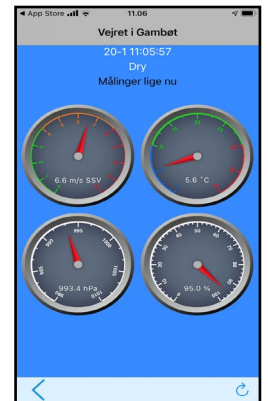 App Store 11.06
Vejret i Gambøt
20-1 11:05:57
Dry
Målinger lige nu
6.6 m/s SSV
5.6 °C
993.4 hPa
95.0 %